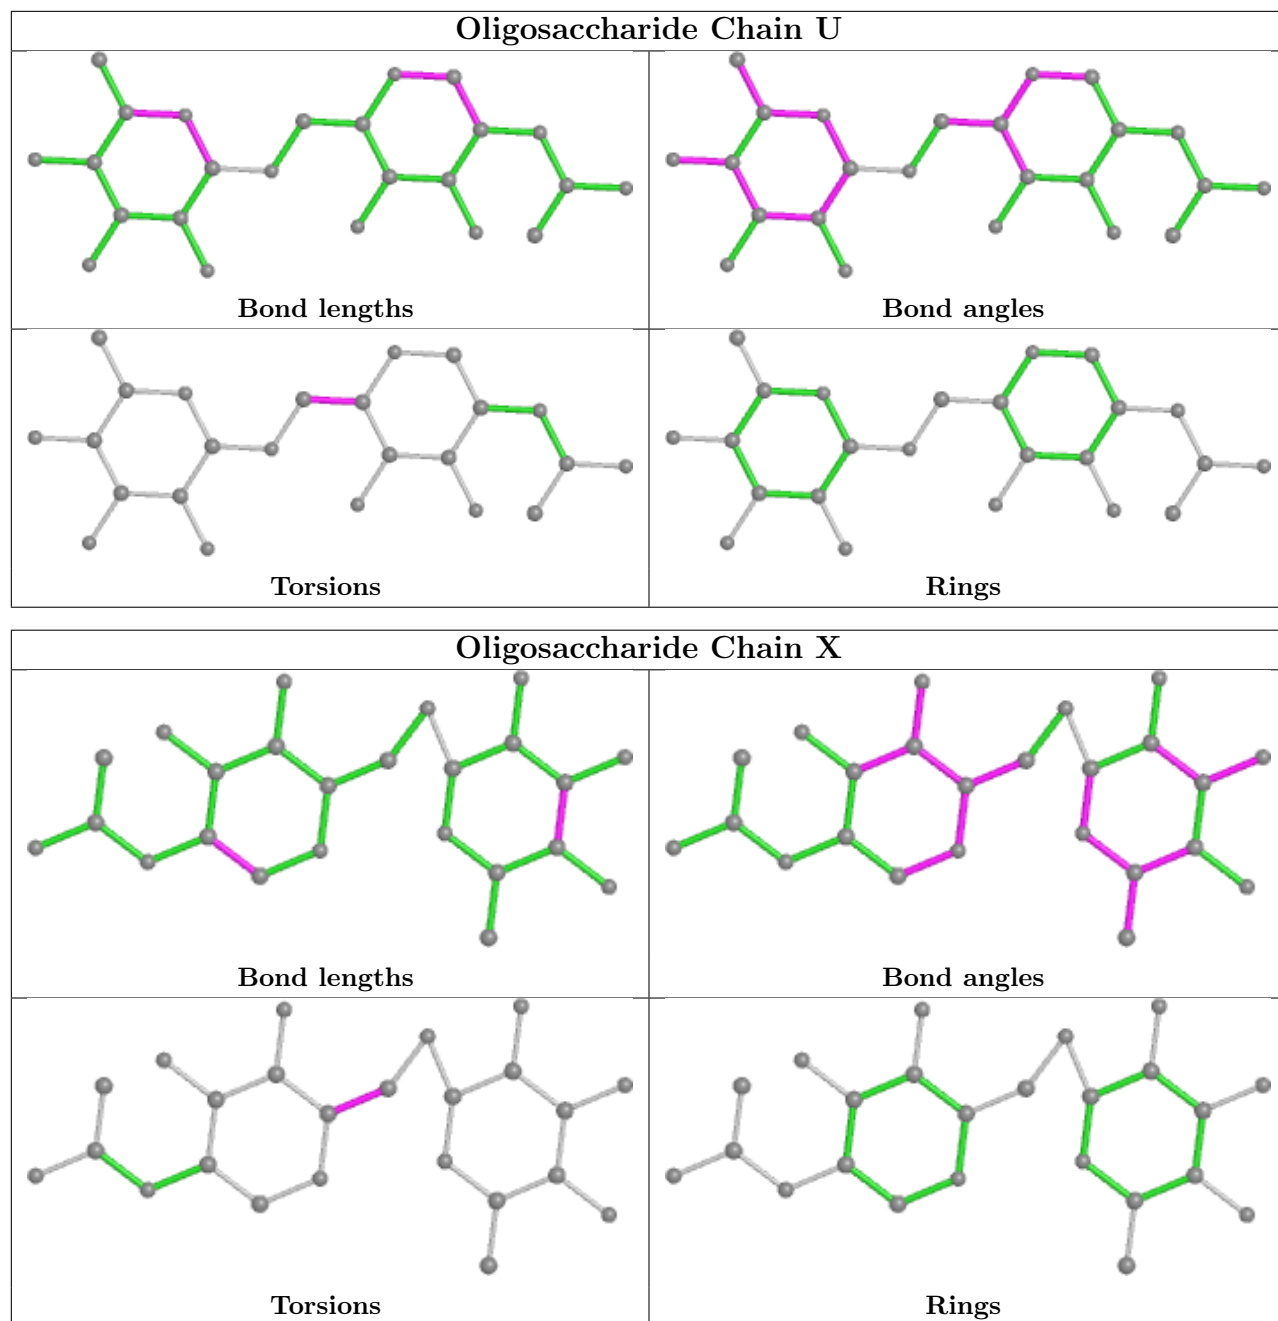 Oligosaccharide Chain U
Bond lengths
Bond angles
Torsions
Rings
Oligosaccharide Chain X
Bond lengths
Bond angles
Torsions
Rings